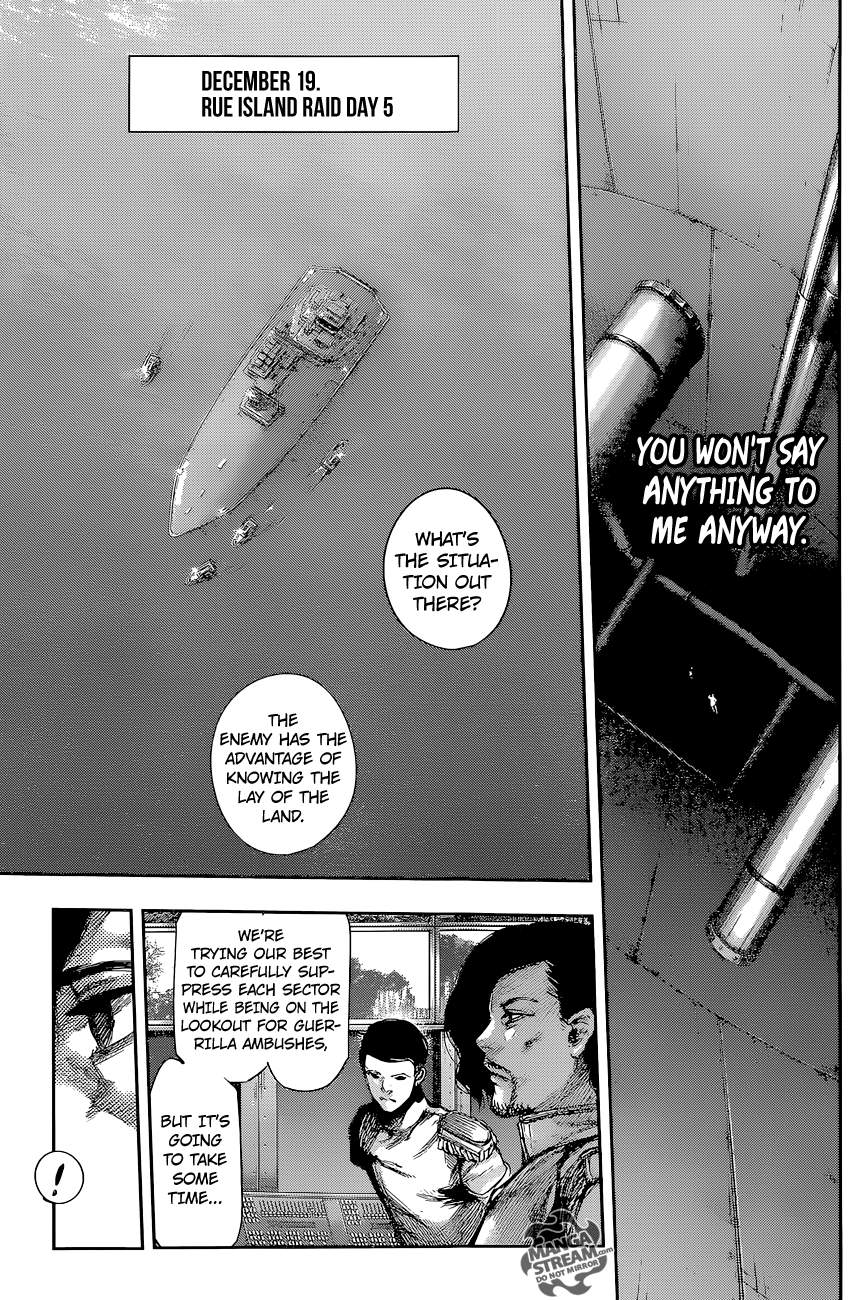 YOU WON'T SAY
ANYTHING TO
ME ANYWAY.
DECEMBER 19.
RUE ISLAND RAID DAY 5
WHAT'S
THE SITUA-
TION OUT
THERE?
THE
ENEMY HAS THE
ADVANTAGE OF
KNOWING THE
LAY OF THE
LAND.
WE'RE
TRYING OUR BEST
TO CAREFULLY SUP-
PRESS EACH SECTOR
WHILE BEING ON THE
LOOKOUT FOR GUER-
RILLA AMBUSHES,
BUT IT'S
GOING
TO TAKE
SOME
TIME...
!
MANGA
STREAM.com
DO NOT MIRROR